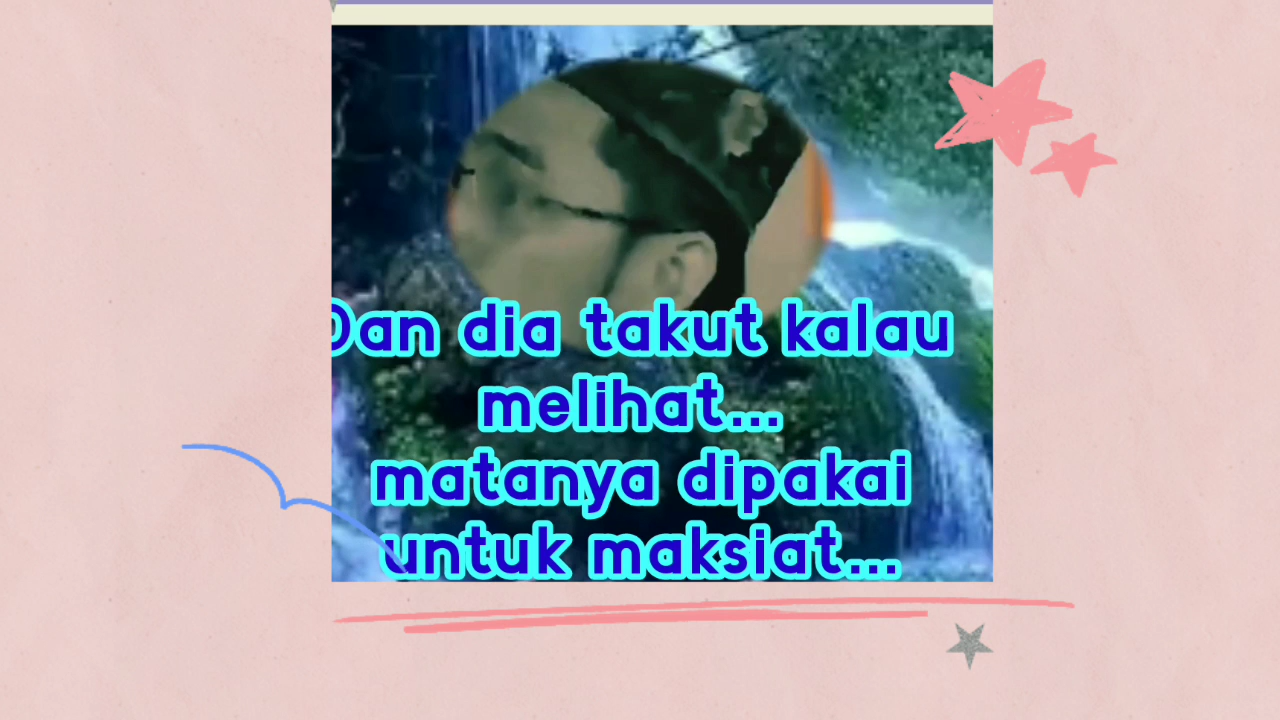 Dan dia takut kalau
melihat...
matanya dipakai
untuk maksiat...